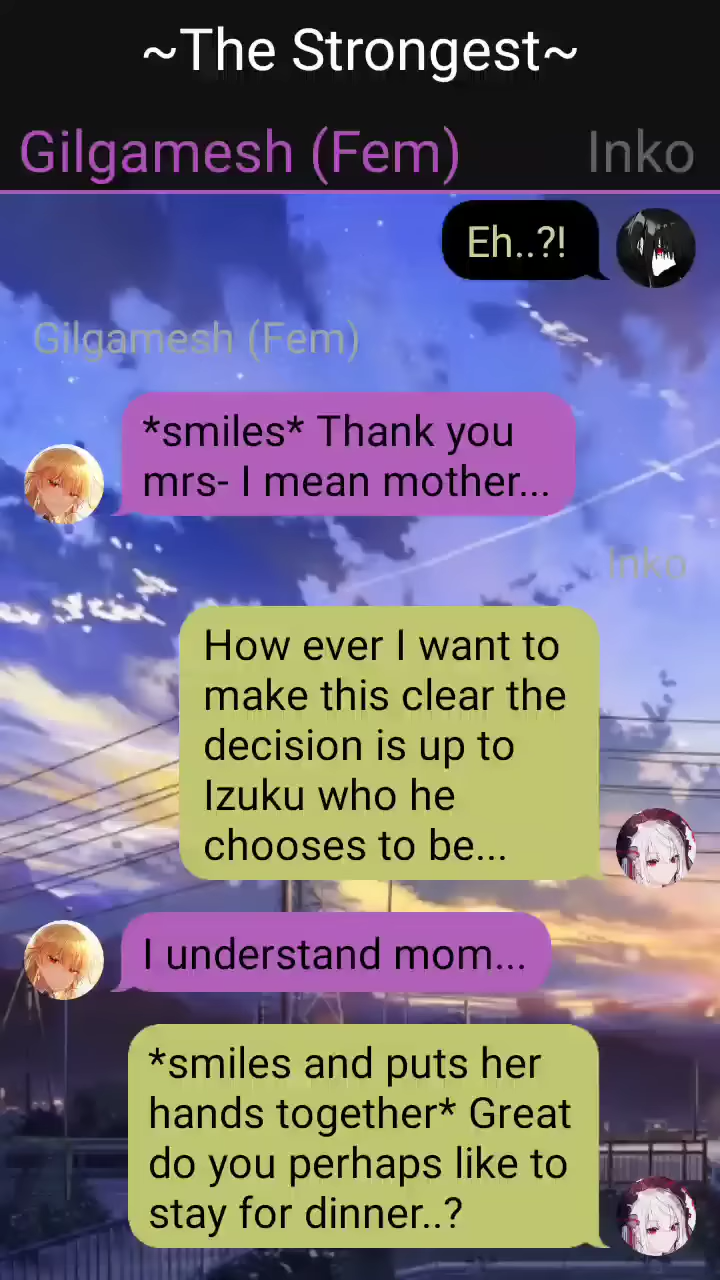 ~The Strongest~
Gilgamesh (Fem) Inko
Eh..?!
Gilgamesh (Fem)
*smiles* Thank you
mrs- I mean mother...
Inko
How ever I want to
make this clear the
decision is up to
Izuku who he
chooses to be...
I understand mom...
*smiles and puts her
hands together* Great
do you perhaps like to
stay for dinner..?